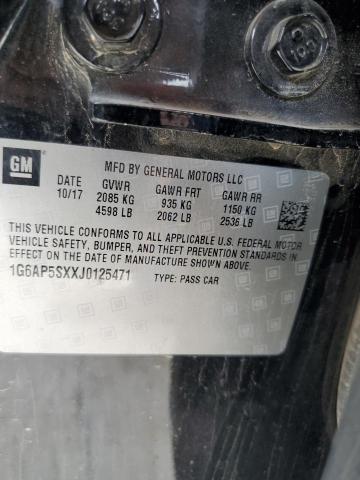 GM
MFD BY GENERAL MOTORS LLC
DATE GVWR GAWR FRT GAWR RR
10/17 2085 KG 935 KG 1150 KG
4598 LB 2062 LB 2536 LB
THIS VEHICLE CONFORMS TO ALL APPLICABLE U.S. FEDERAL MOTOR
VEHICLE SAFETY, BUMPER, AND THEFT PREVENTION STANDARDS IN
EFFECT ON THE DATE OF MANUFACTURE SHOWN ABOVE.
1G6AP5SXXJ0125471 TYPE: PASS CAR